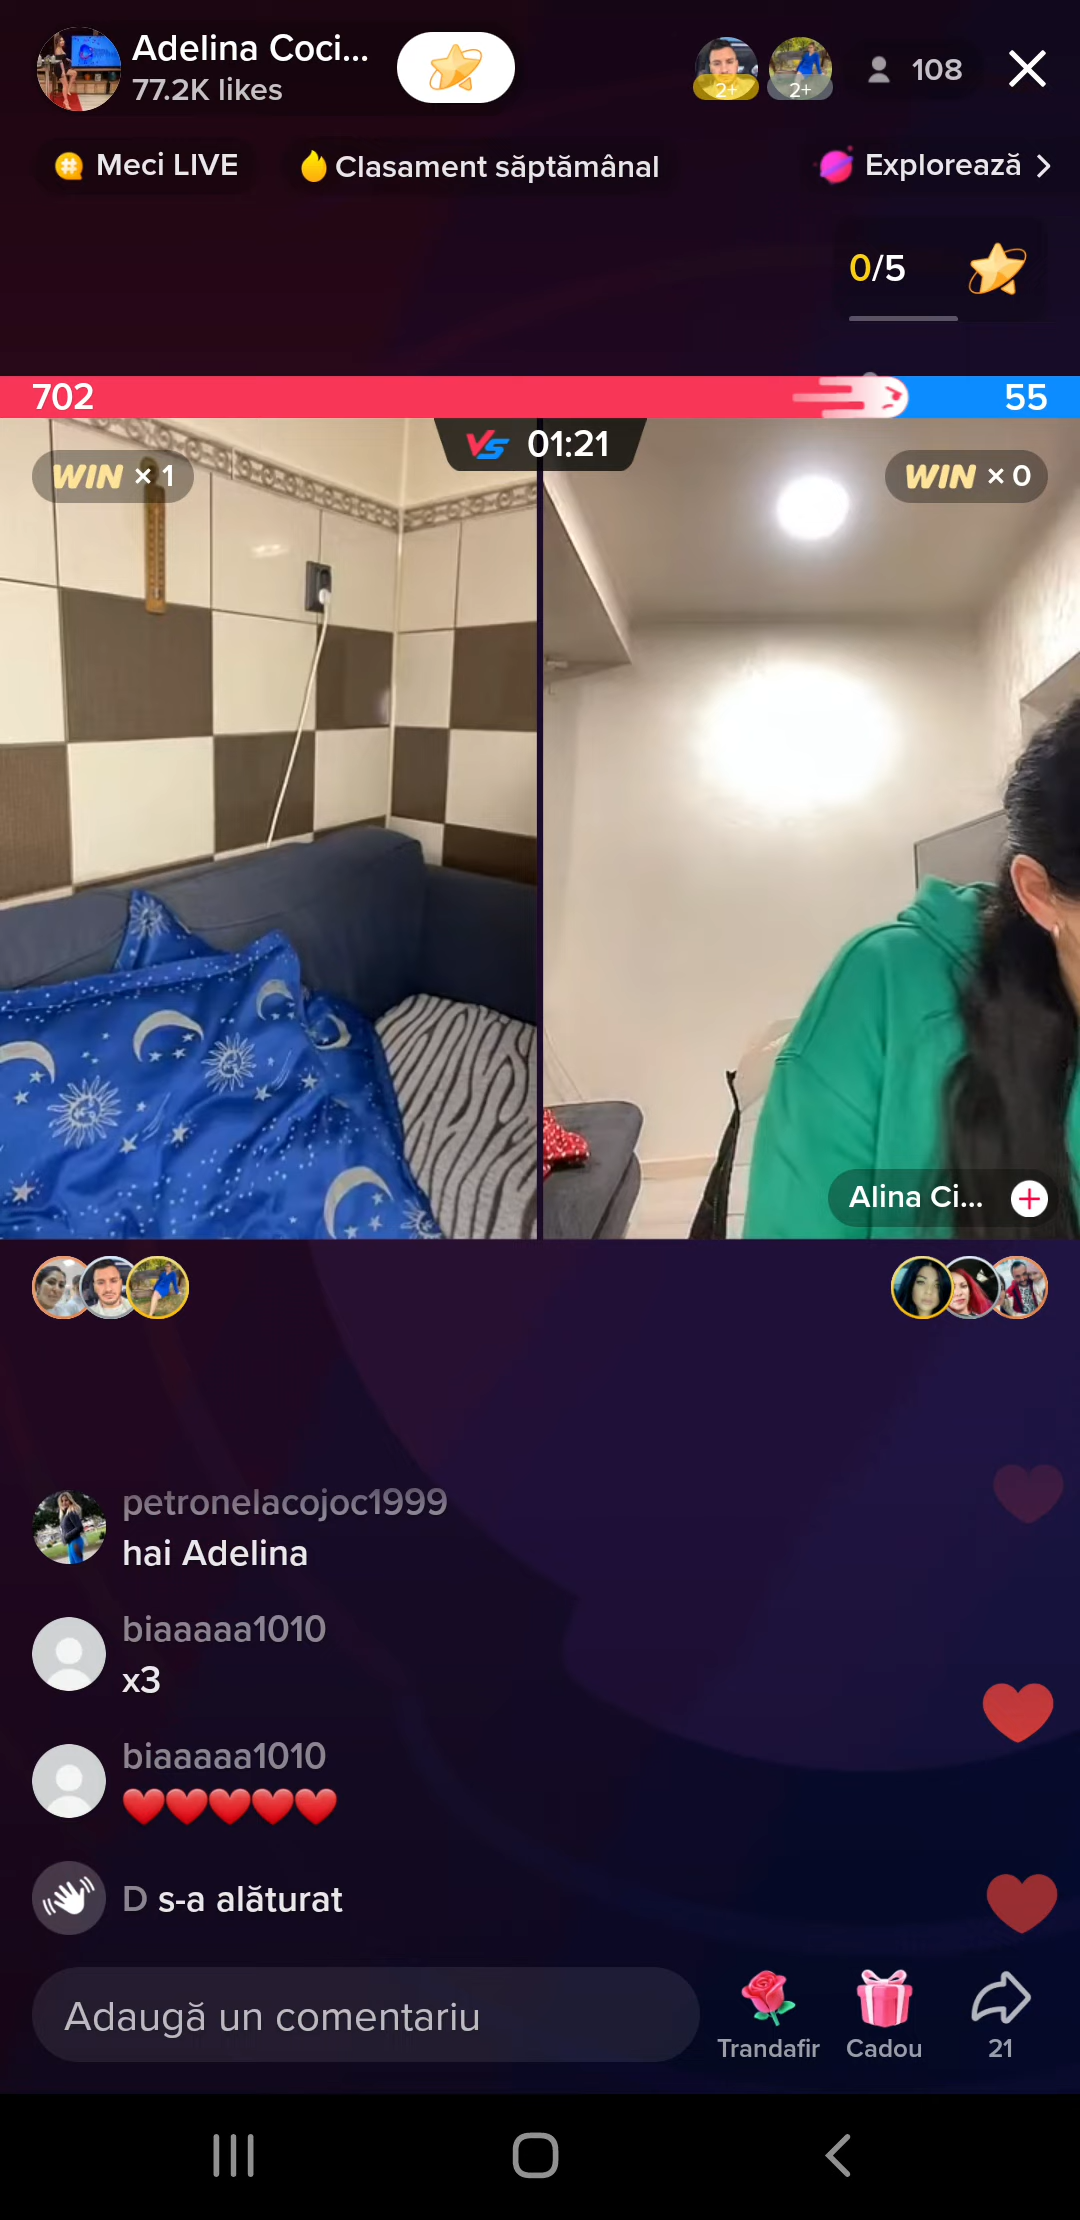 Adelina Coci...
77.2K likes
2+
2+
108
Meci LIVE
Clasament săptămânal
Explorează
0/5
702
55
VS 01:21
WIN × 1
WIN × 0
Alina Ci...
petronelacojoc1999
hai Adelina
biaaaaa1010
x3
biaaaaa1010
❤️❤️❤️❤️❤️
D s-a alăturat
Adaugă un comentariu
Trandafir
Cadou
21